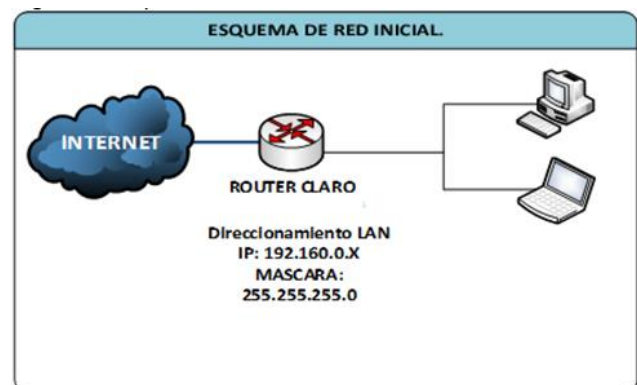 ESQUEMA DE RED INICIAL.
INTERNET
ROUTER CLARO
Direccionamiento LAN
IP: 192.160.0.X
MASCARA:
255.255.255.0